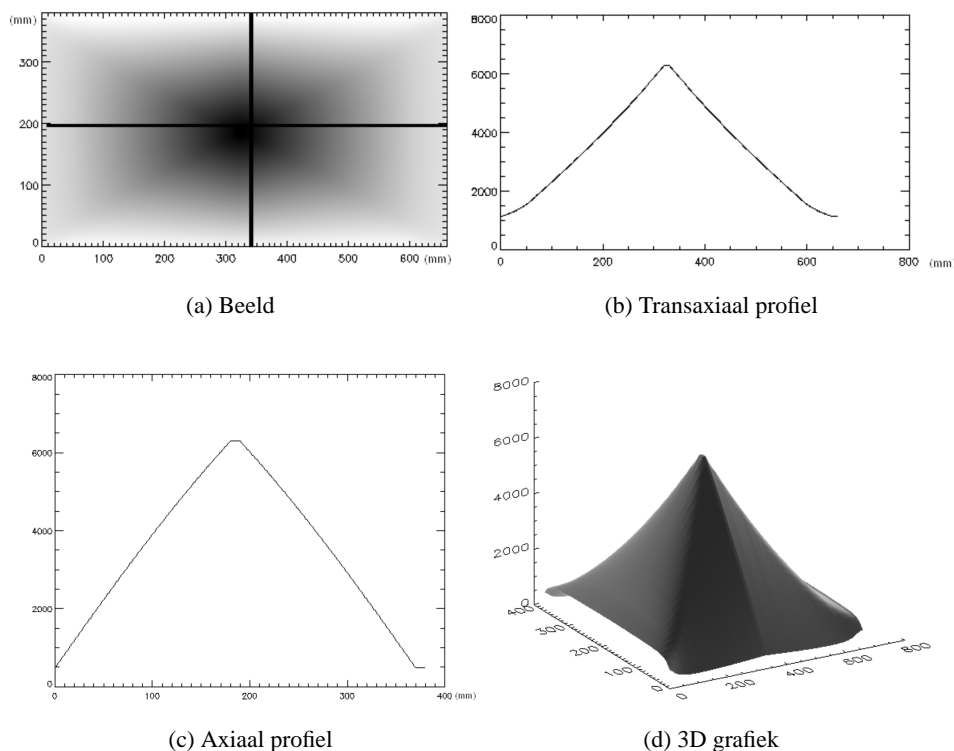 (mm)
300
200
100
0
0 100 200 300 400 500 600 (mm)
(a) Beeld
8000
6000
4000
2000
0
0 200 400 600 800 (mm)
(b) Transaxiaal profiel
8000
6000
4000
2000
0
0 100 200 300 400 (mm)
(c) Axiaal profiel
8000
6000
4000
2000
0
400
300
200
100
0
0 200 400 600 800
(d) 3D grafiek